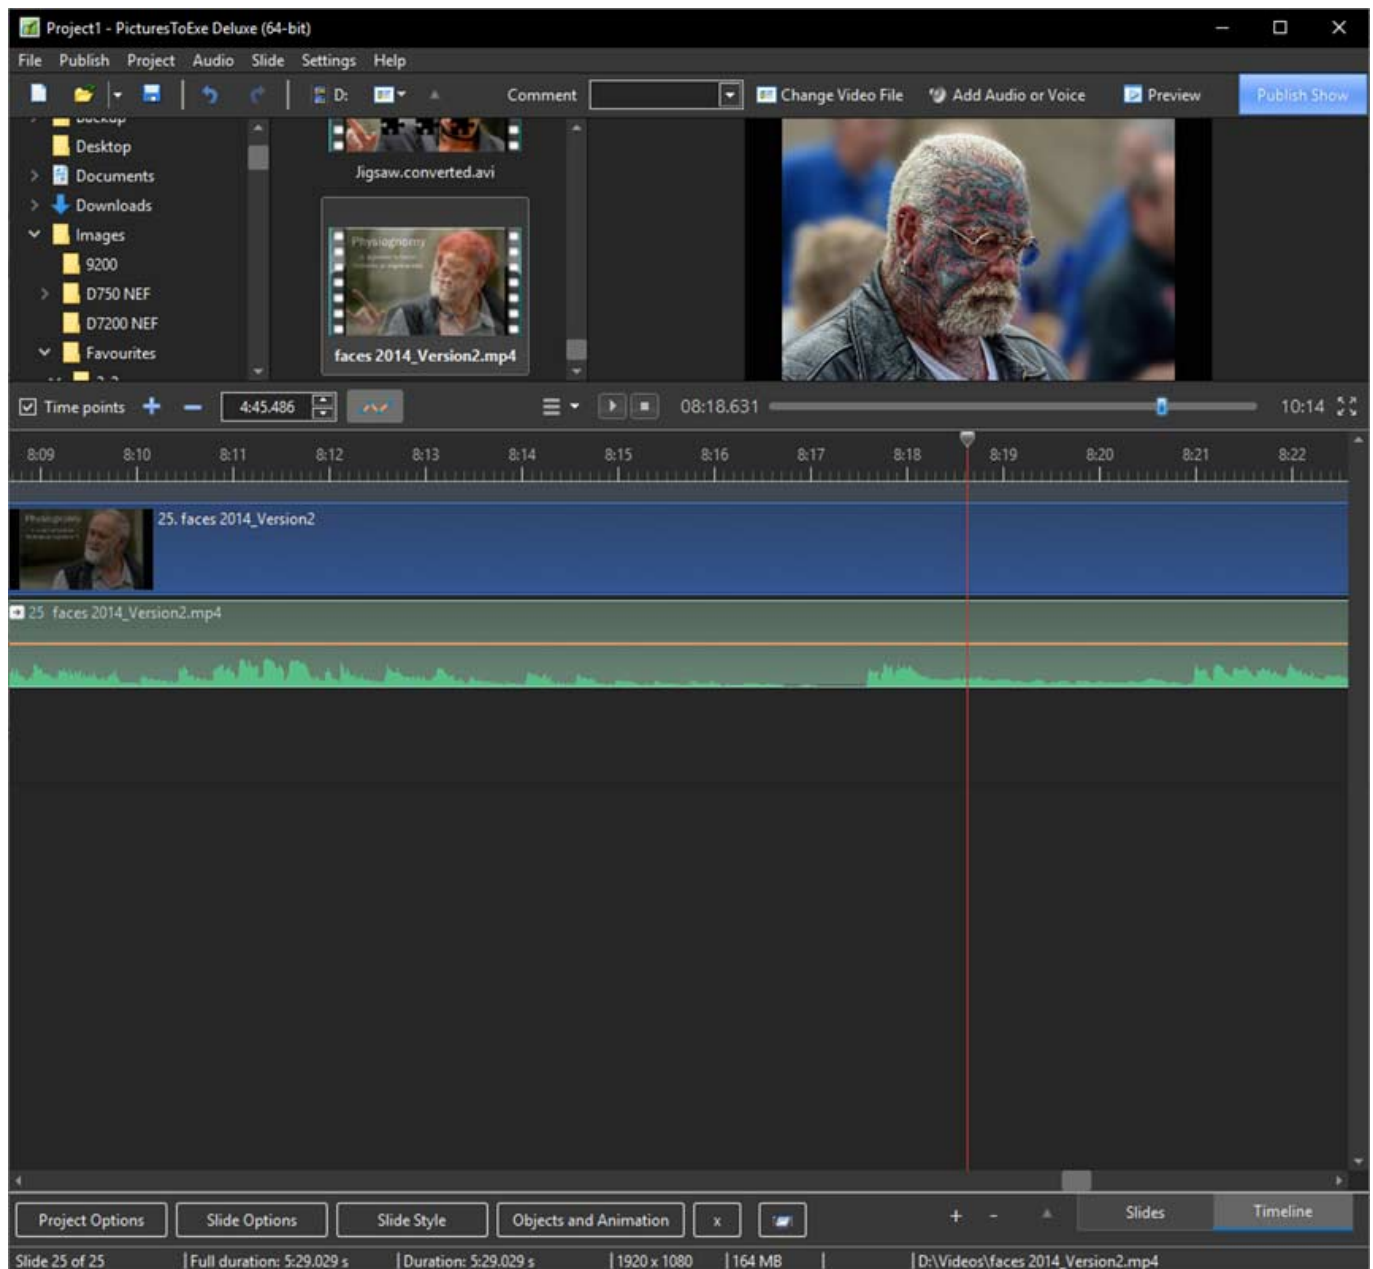 Project1 - PicturesToExe Deluxe (64-bit)
File Publish Project Audio Slide Settings Help
D: Comment Change Video File Add Audio or Voice Preview Publish Show
Backup
Desktop
Documents
Downloads
Images
9200
D750 NEF
D7200 NEF
Favourites
Jigsaw.converted.avi
Physiognomy
faces 2014_Version2.mp4
Time points 4:45.486 08:18.631 10:14
8:09 8:10 8:11 8:12 8:13 8:14 8:15 8:16 8:17 8:18 8:19 8:20 8:21 8:22
Physiognomy
25. faces 2014_Version2
25 faces 2014_Version2.mp4
Project Options Slide Options Slide Style Objects and Animation x + - Slides Timeline
Slide 25 of 25 Full duration: 5:29.029 s Duration: 5:29.029 s 1920 x 1080 164 MB D:\Videos\faces 2014_Version2.mp4